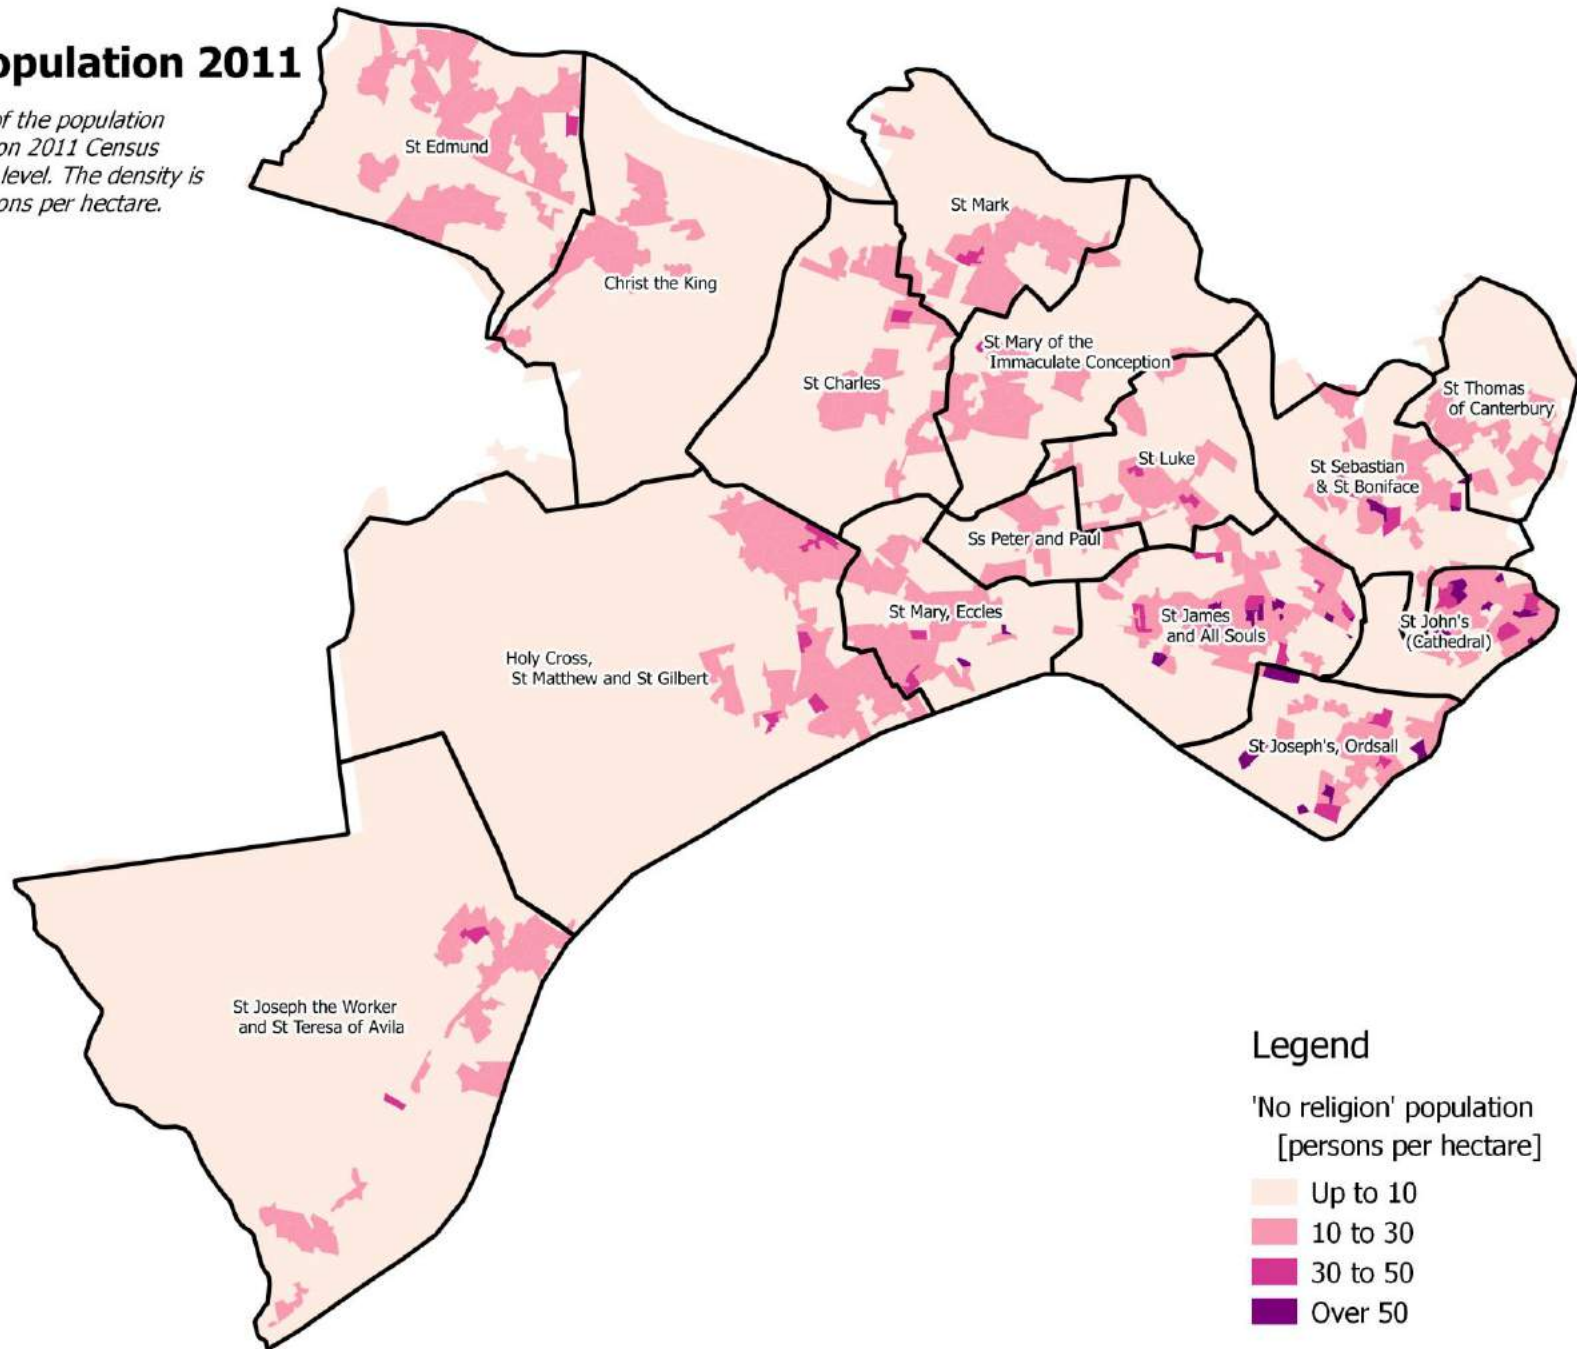 opulation 2011
of the population
on 2011 Census
level. The density is
ons per hectare.
St Edmund
Christ the King
St Mark
St Charles
St Mary of the
Immaculate Conception
St Thomas
of Canterbury
St Luke
St Sebastian
& St Boniface
Ss Peter and Paul
St Mary, Eccles
St James
and All Souls
St John's
(Cathedral)
Holy Cross,
St Matthew and St Gilbert
St Joseph's, Ordsall
St Joseph the Worker
and St Teresa of Avila
Legend
'No religion' population
[persons per hectare]
Up to 10
10 to 30
30 to 50
Over 50